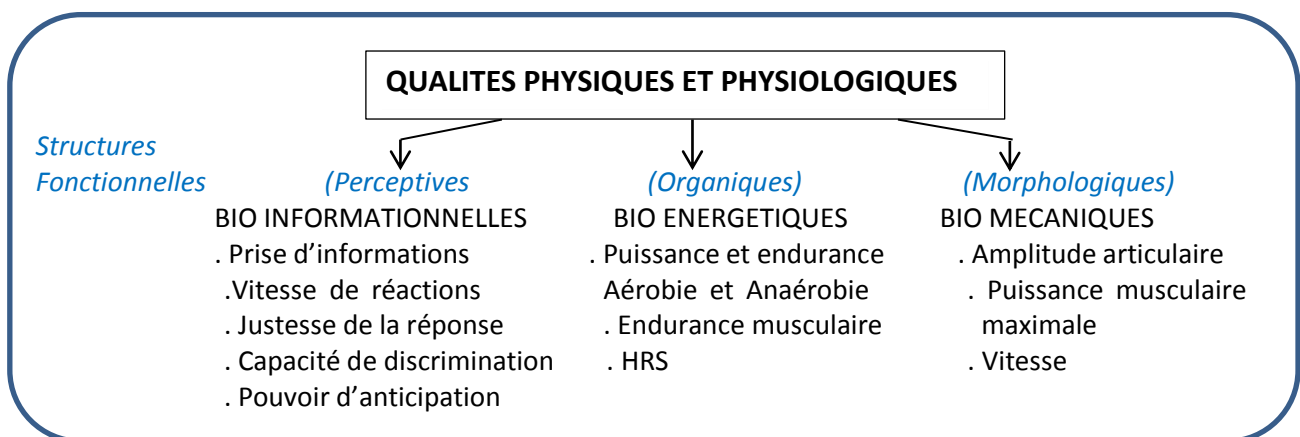 QUALITES PHYSIQUES ET PHYSIOLOGIQUES
Structures
Fonctionnelles
(Perceptives
BIO INFORMATIONNELLES
. Prise d’informations
.Vitesse de réactions
. Justesse de la réponse
. Capacité de discrimination
. Pouvoir d’anticipation
(Organiques)
BIO ENERGETIQUES
. Puissance et endurance
Aérobie et Anaérobie
. Endurance musculaire
. HRS
(Morphologiques)
BIO MECANIQUES
. Amplitude articulaire
. Puissance musculaire
maximale
. Vitesse